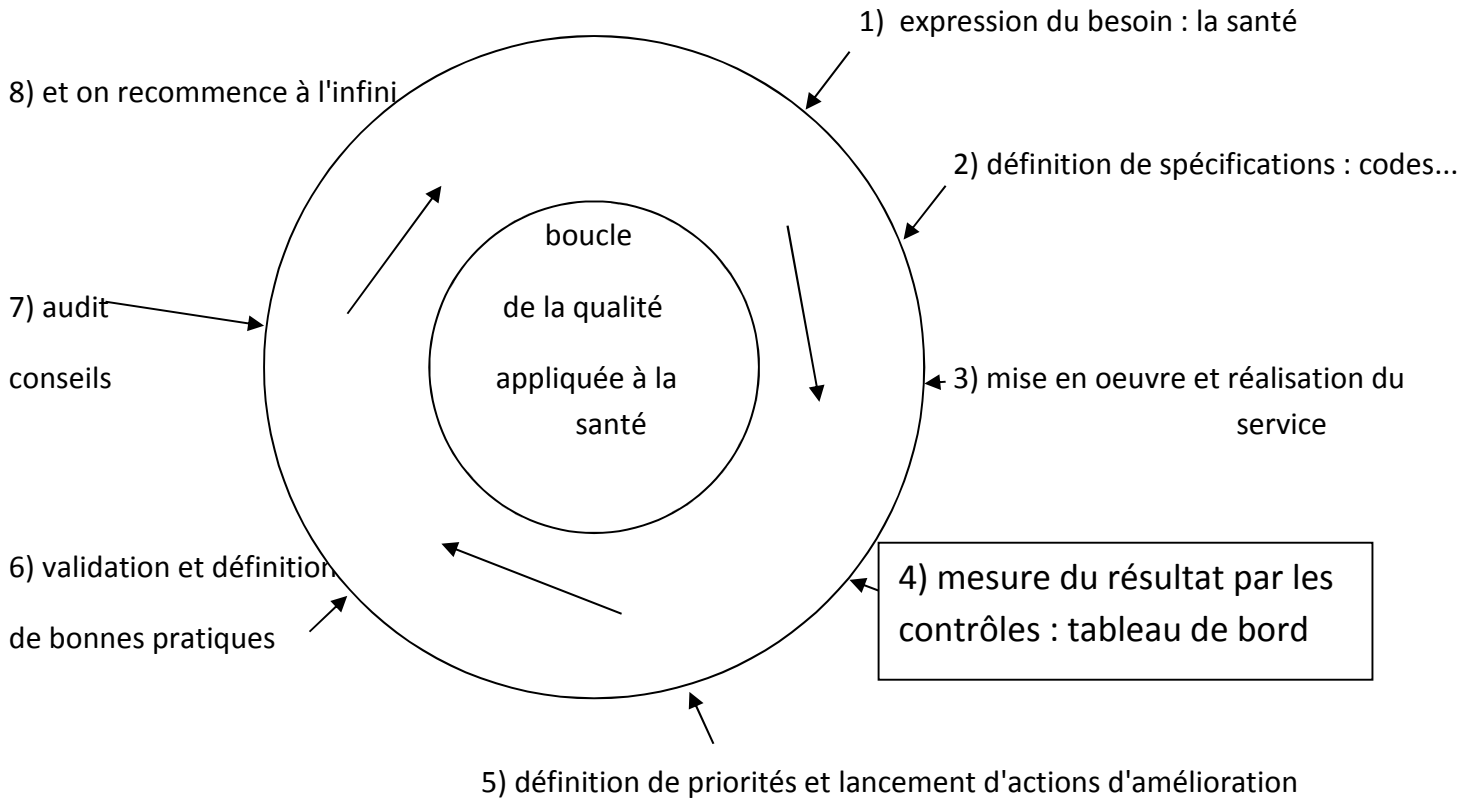 1) expression du besoin : la santé
2) définition de spécifications : codes...
3) mise en oeuvre et réalisation du
service
4) mesure du résultat par les
contrôles : tableau de bord
5) définition de priorités et lancement d'actions d'amélioration
6) validation et définition
de bonnes pratiques
7) audit
conseils
8) et on recommence à l'infini
boucle
de la qualité
appliquée à la
santé